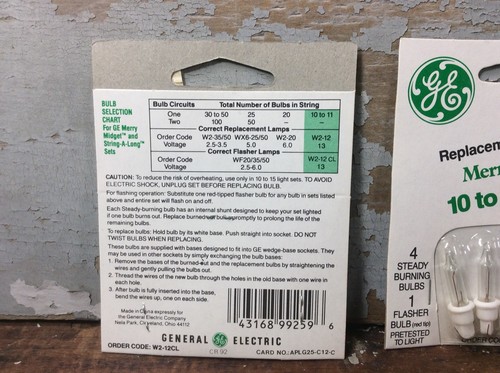 BULB
SELECTION
CHART
For GE Merry
Midget™ and
String-A-Long™
Sets
Bulb Circuits Total Number of Bulbs in String
One 30 to 50 25 20 10 to 11
Two 100 50 – –
Correct Replacement Lamps
Order Code W2-35/50 WX6-25/50 W2-20 W2-12
Voltage 2.5-3.5 5.0 6.0 13
Correct Flasher Lamps
Order Code WF20/35/50 W2-12 CL
Voltage 2.5-6.0 13
CAUTION: To reduce the risk of overheating, use only in 10 to 15 light sets. TO AVOID
ELECTRIC SHOCK, UNPLUG SET BEFORE REPLACING BULB.
For flashing operation: Substitute one red-tipped flasher bulb for any bulb in sets listed
above and entire set will flash on and off.
Each Steady-burning bulb has an internal shunt designed to keep your set lighted
if one bulb burns out. Replace burned-out bulbs promptly to prolong the life of the
remaining bulbs.
To replace bulbs: Hold bulb by its white base. Push straight into socket. DO NOT
TWIST BULBS WHEN REPLACING.
These bulbs are supplied with bases designed to fit into GE wedge-base sockets. They
may be used in other sockets by simply exchanging the bulb bases:
1. Remove the bases of the burned-out and the replacement bulbs by straightening the
wires and gently pulling the bulbs out.
2. Thread the wires of the new bulb through the holes in the old base with one wire in
each hole.
3. After bulb is fully inserted into the base,
bend the wires up, one on each side.
Made in China expressly for
the General Electric Company
Nela Park, Cleveland, Ohio 44112
43168 99259 6
GENERAL GE ELECTRIC
ORDER CODE: W2-12CL CR 92 CARD NO.: APLG25-C12-C
GE
Replacem
Merr
10 to
4
STEADY
BURNING
BULBS
1
FLASHER
BULB (red tip)
PRETESTED
TO LIGHT
ORDER C